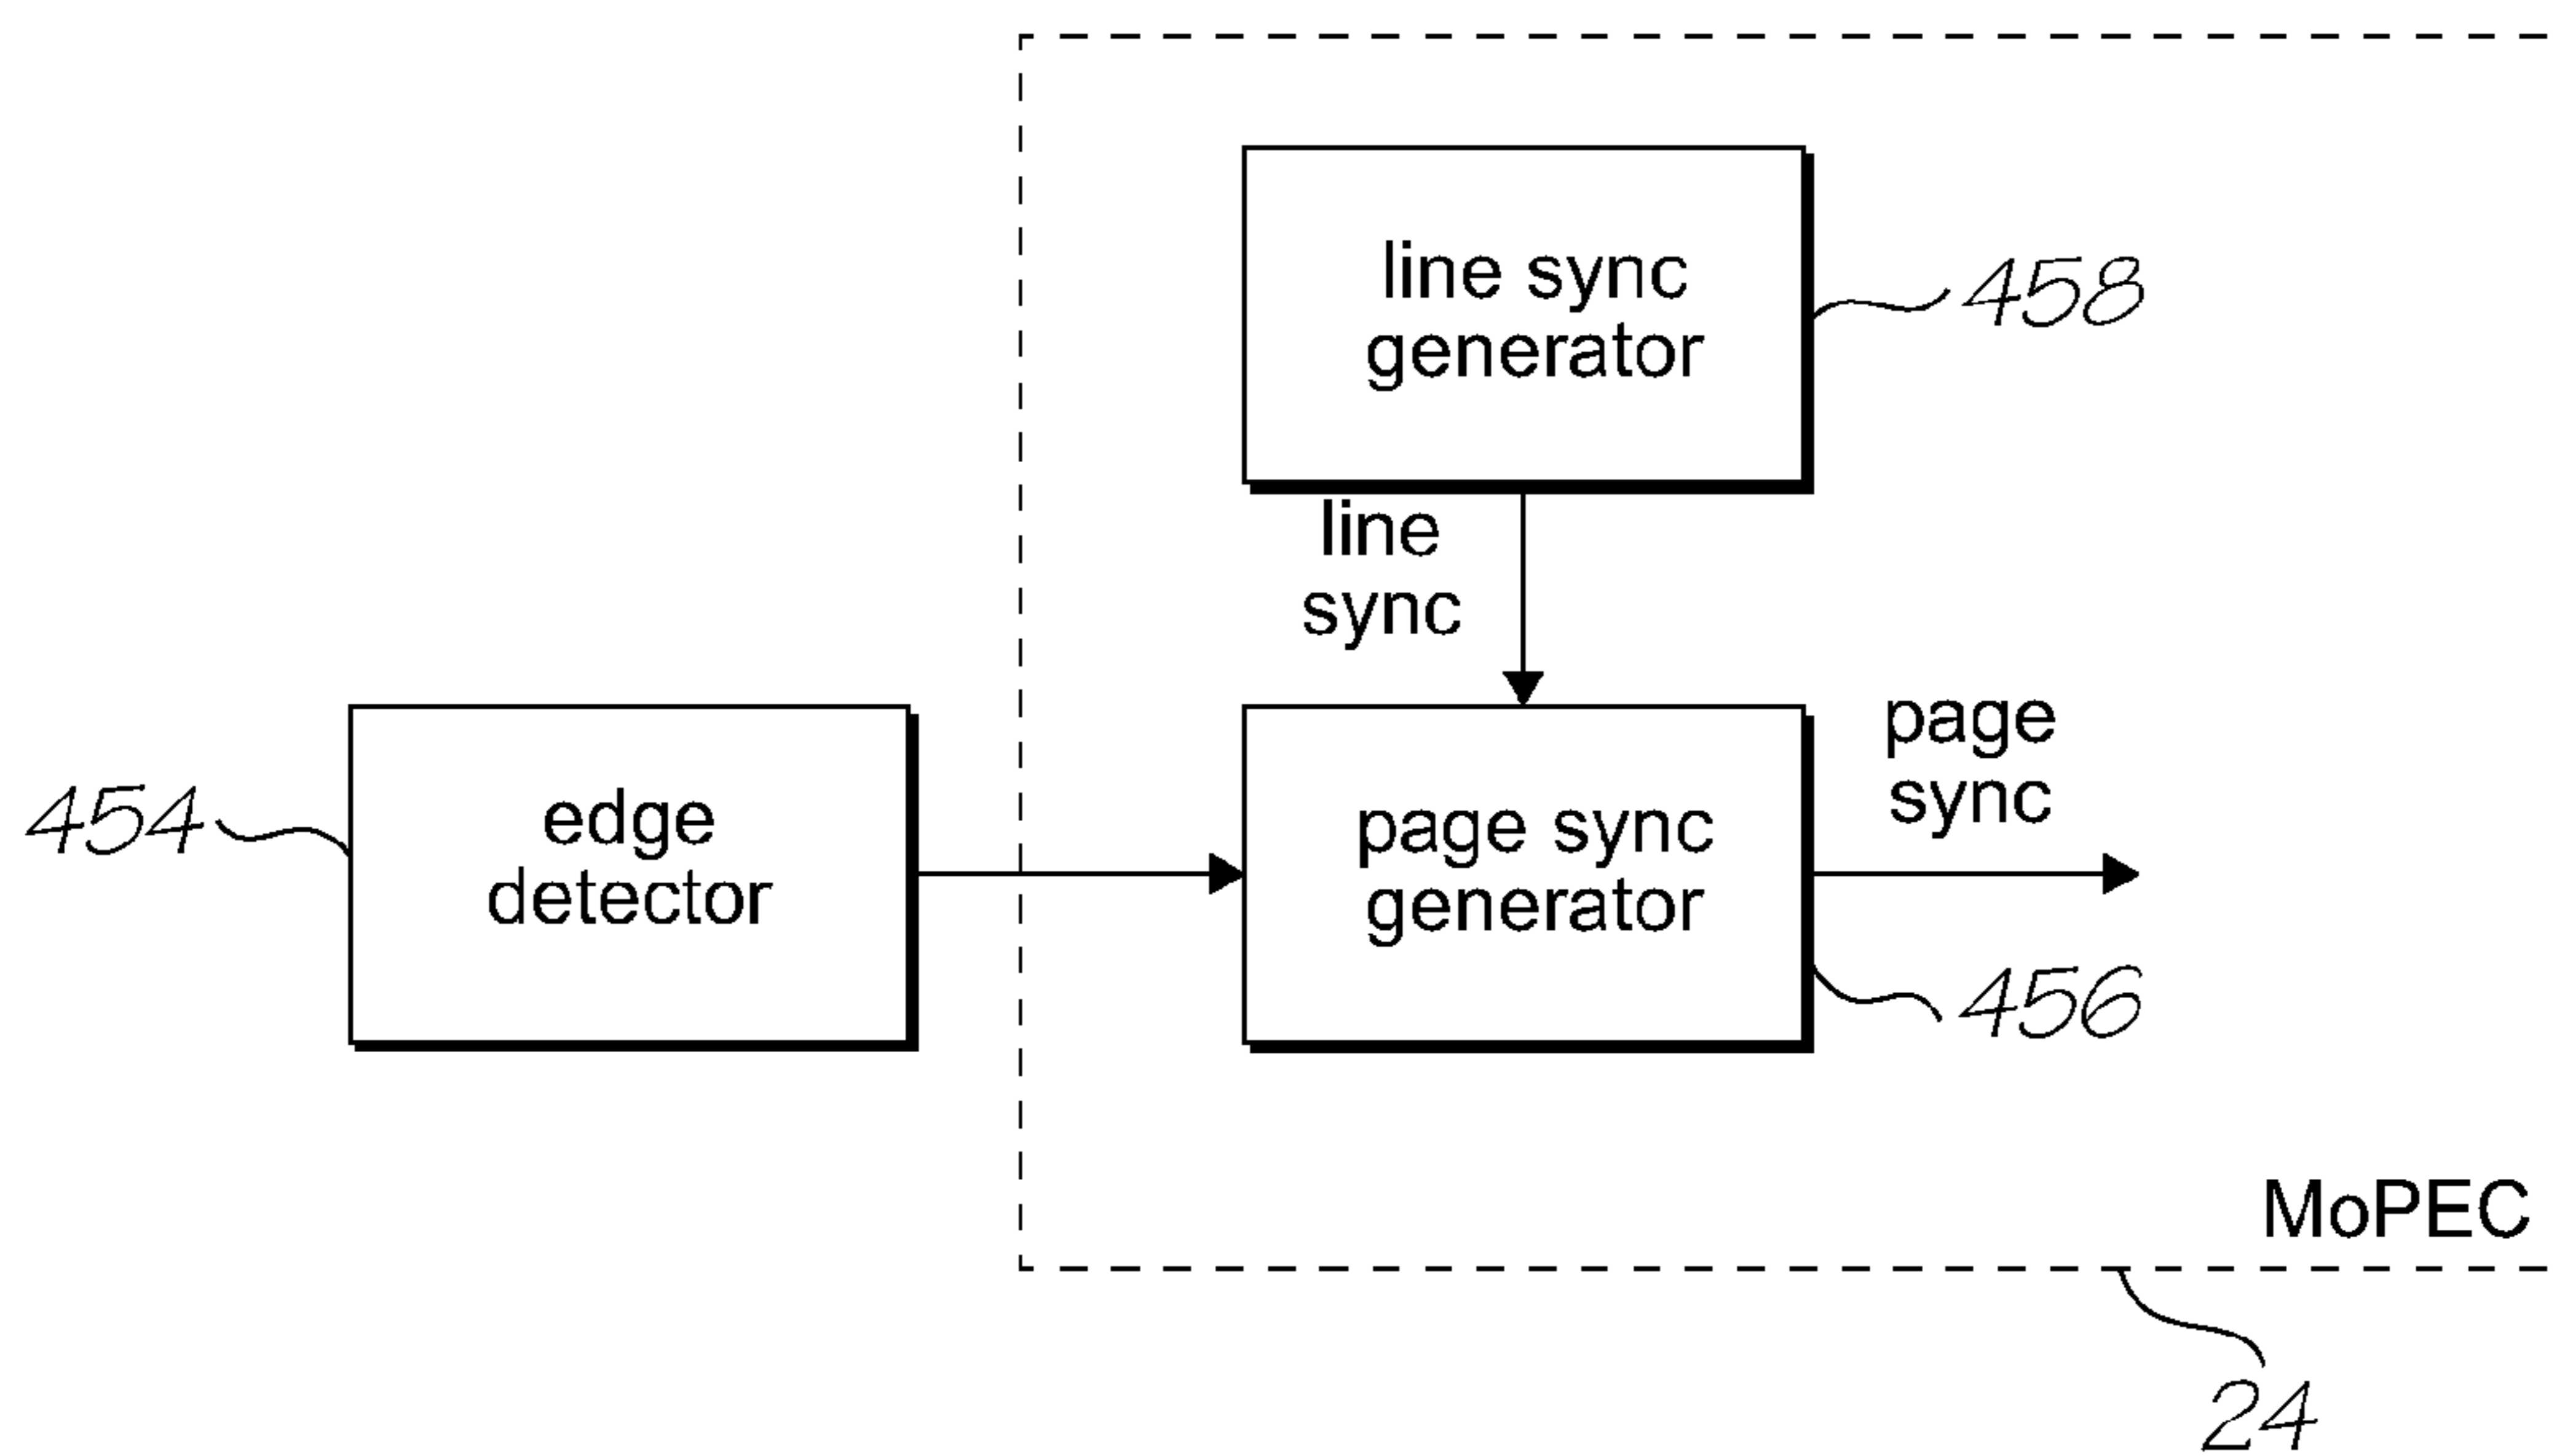 line sync
generator
458
line
sync
page
sync
edge
detector
454
page sync
generator
456
MoPEC
24